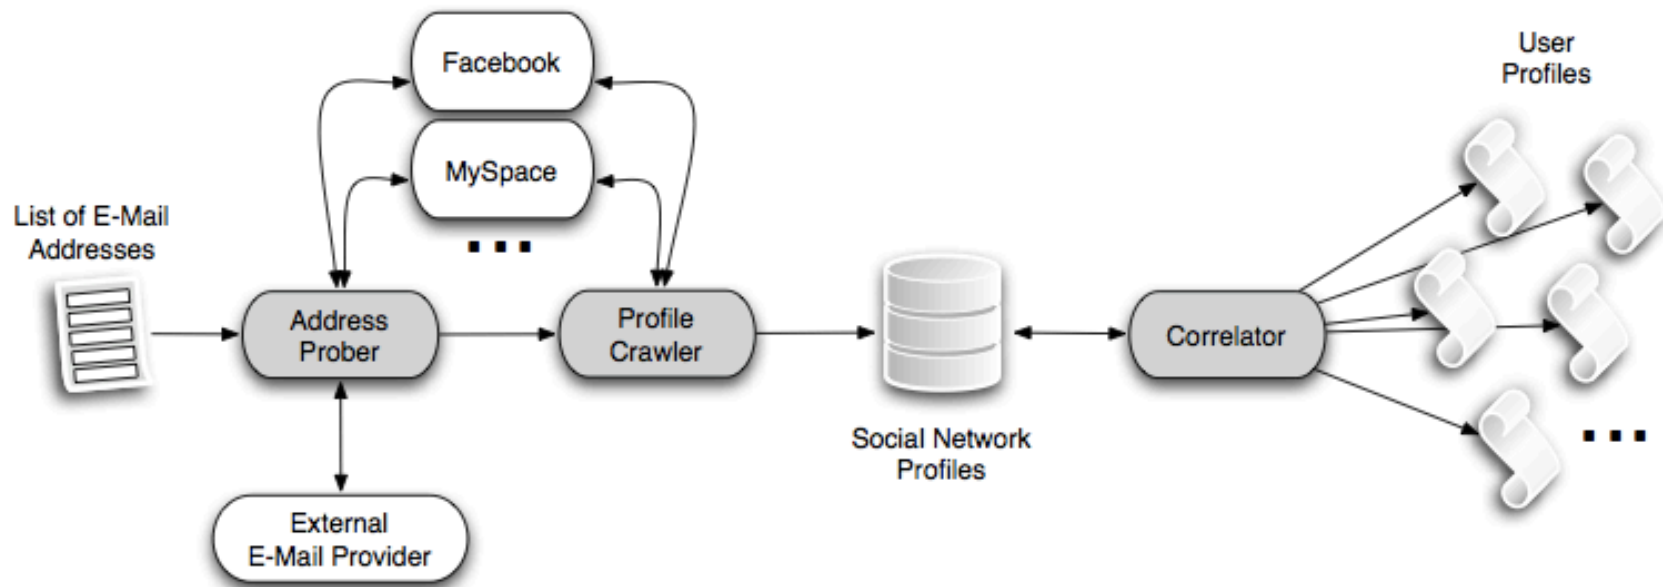 Facebook
MySpace
...
List of E-Mail
Addresses
Address
Prober
Profile
Crawler
External
E-Mail Provider
Social Network
Profiles
Correlator
User
Profiles
...